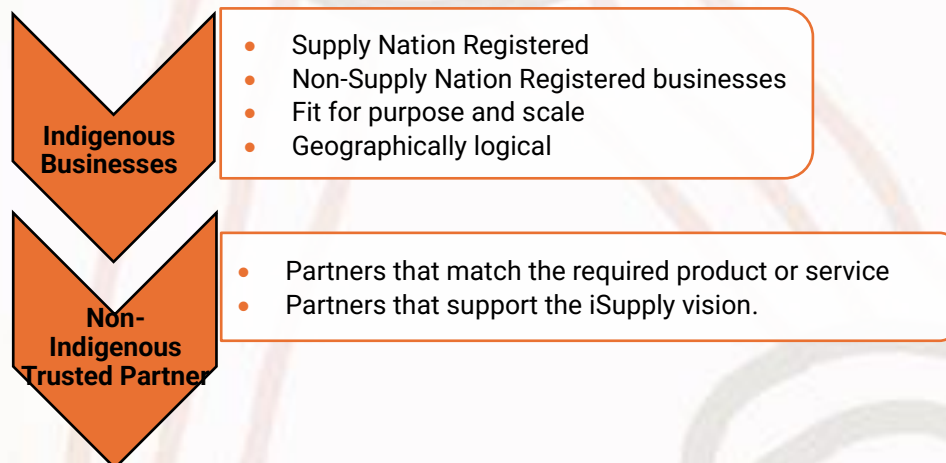 Indigenous
Businesses
• Supply Nation Registered
• Non-Supply Nation Registered businesses
• Fit for purpose and scale
• Geographically logical
Non-
Indigenous
Trusted Partner
• Partners that match the required product or service
• Partners that support the iSupply vision.